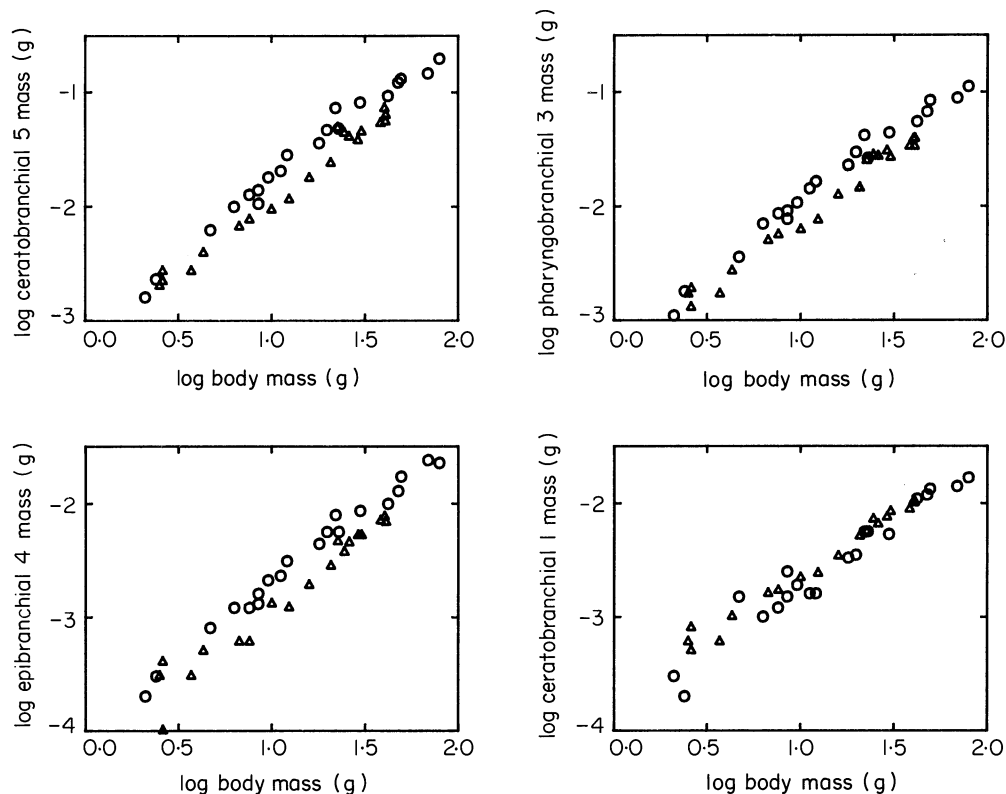 log ceratobranchial 5 mass (g)
-1
-2
-3
0·0 0·5 1·0 1·5 2·0
log body mass (g)
log pharyngobranchial 3 mass (g)
-1
-2
-3
0·0 0·5 1·0 1·5 2·0
log body mass (g)
log epibranchial 4 mass (g)
-2
-3
-4
0·0 0·5 1·0 1·5 2·0
log body mass (g)
log ceratobranchial 1 mass (g)
-2
-3
-4
0·0 0·5 1·0 1·5 2·0
log body mass (g)